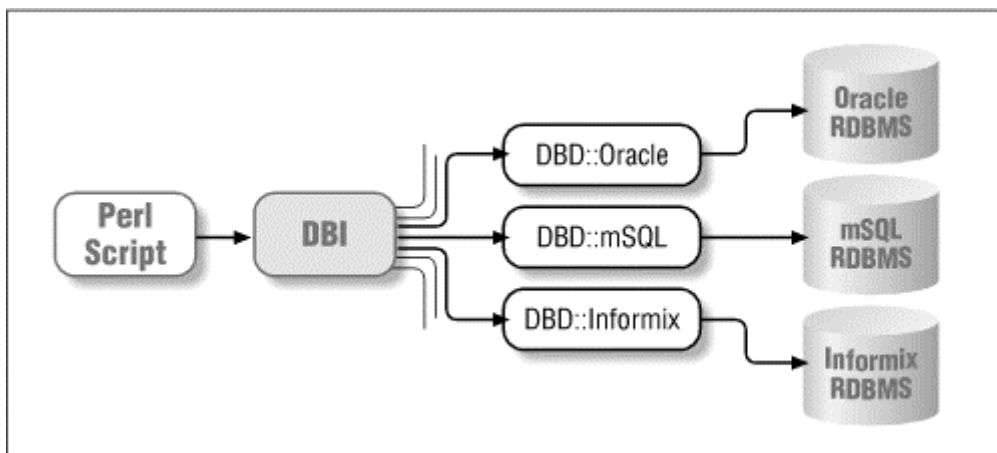 Perl
Script
DBI
DBD::Oracle
DBD::mSQL
DBD::Informix
Oracle
RDBMS
mSQL
RDBMS
Informix
RDBMS